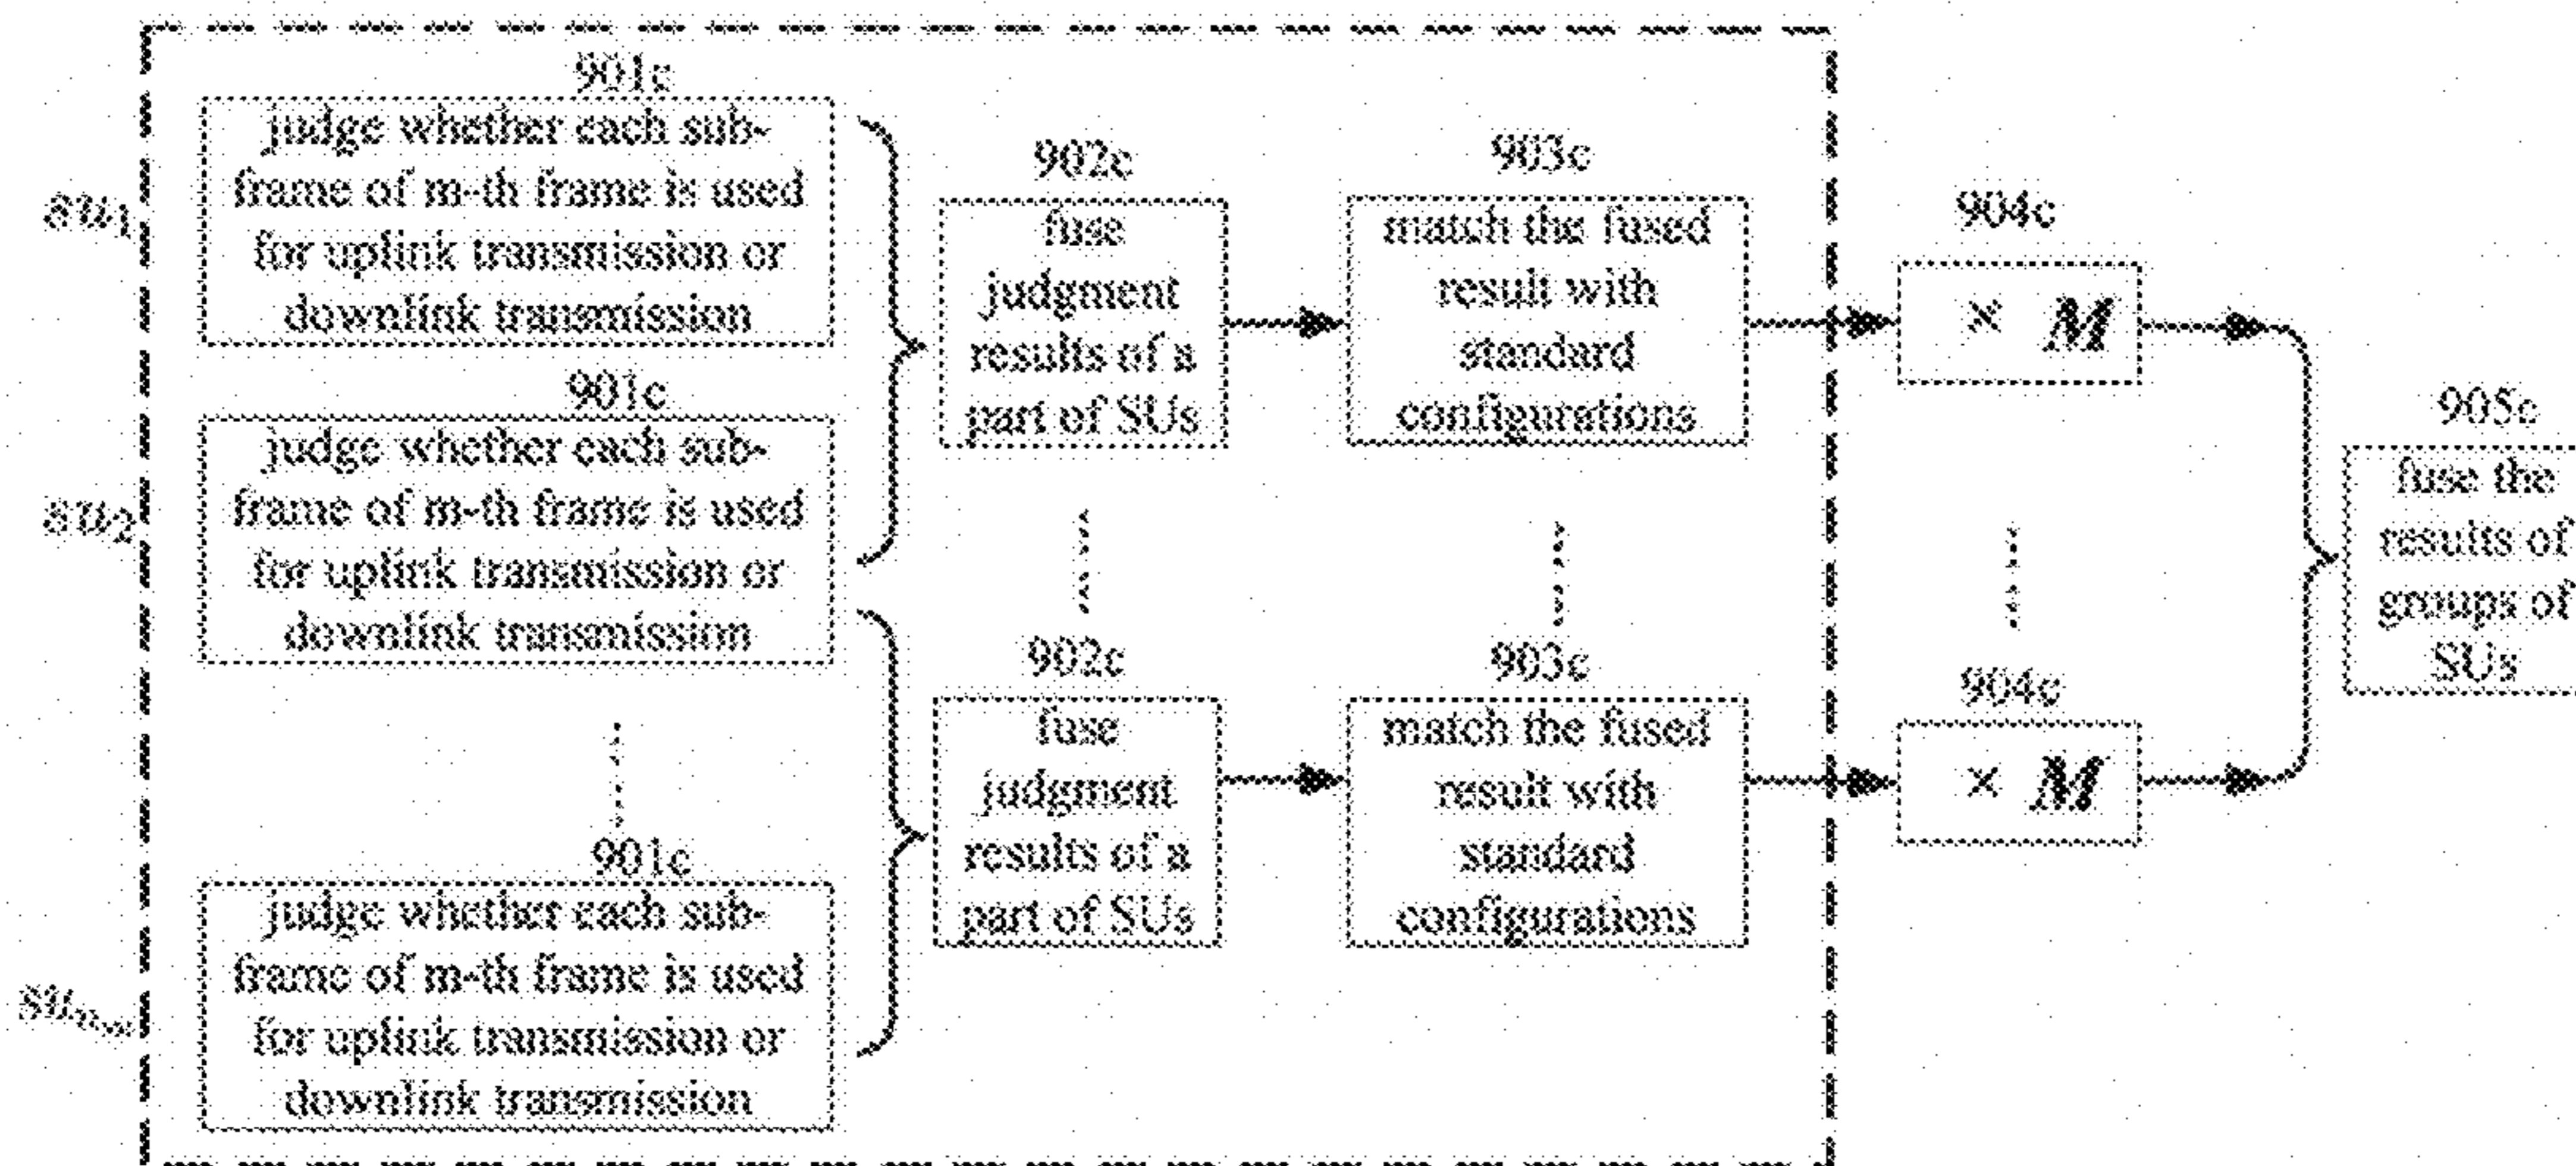 901c
judge whether each sub-
frame of m-th frame is used
for uplink transmission or
downlink transmission
su1
901c
judge whether each sub-
frame of m-th frame is used
for uplink transmission or
downlink transmission
su2
901c
judge whether each sub-
frame of m-th frame is used
for uplink transmission or
downlink transmission
902c
fuse
judgment
results of a
part of SUs
902c
fuse
judgment
results of a
part of SUs
903c
match the fused
result with
standard
configurations
903c
match the fused
result with
standard
configurations
904c
× M
904c
× M
905c
fuse the
results of
groups of
SUs